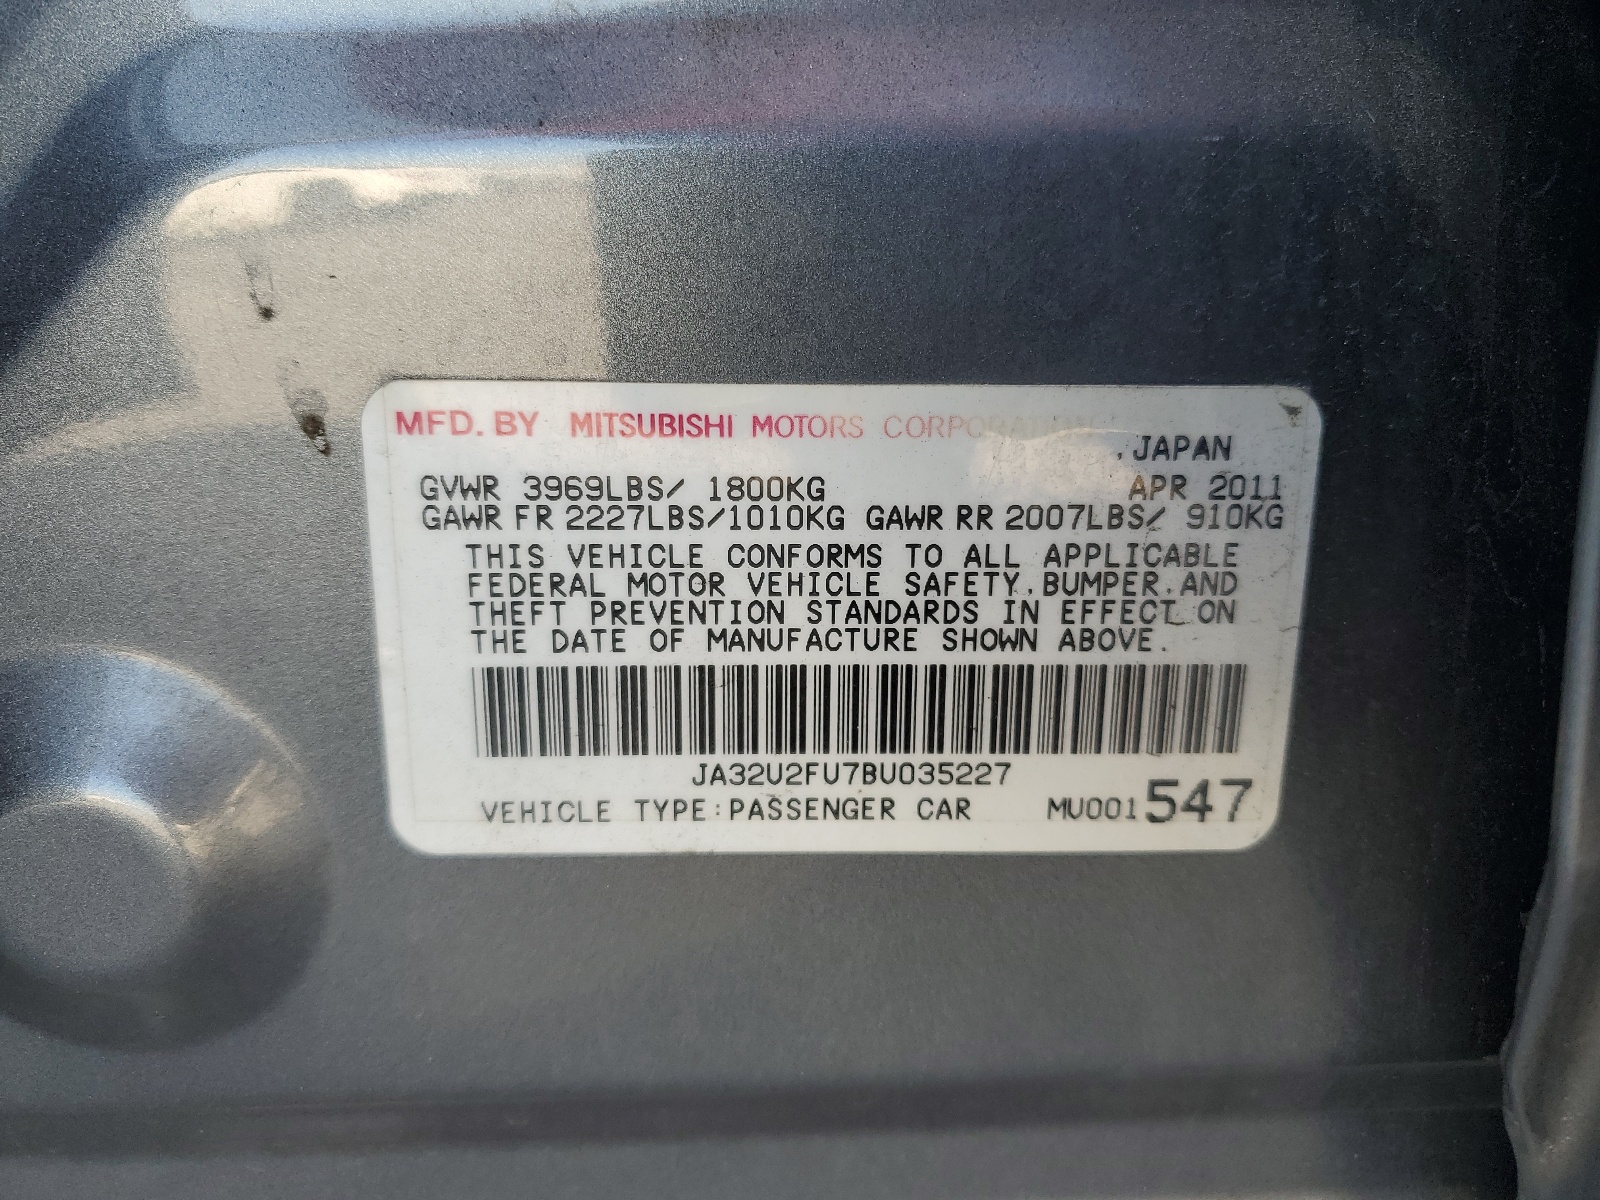 MFD. BY MITSUBISHI MOTORS CORPORATION
, JAPAN
GVWR 3969LBS/ 1800KG APR 2011
GAWR FR 2227LBS/1010KG GAWR RR 2007LBS/ 910KG
THIS VEHICLE CONFORMS TO ALL APPLICABLE
FEDERAL MOTOR VEHICLE SAFETY, BUMPER, AND
THEFT PREVENTION STANDARDS IN EFFECT ON
THE DATE OF MANUFACTURE SHOWN ABOVE.
JA32U2FU7BU035227
VEHICLE TYPE:PASSENGER CAR MU001547